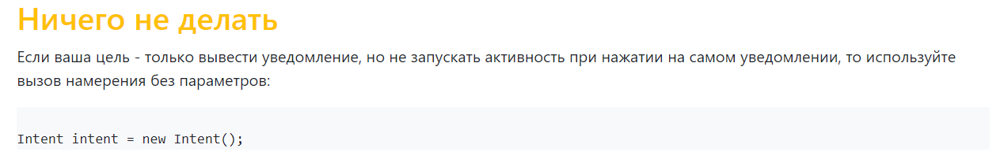 Ничего не делать
Если ваша цель - только вывести уведомление, но не запускать активность при нажатии на самом уведомлении, то используйте
вызов намерения без параметров:
Intent intent = new Intent();